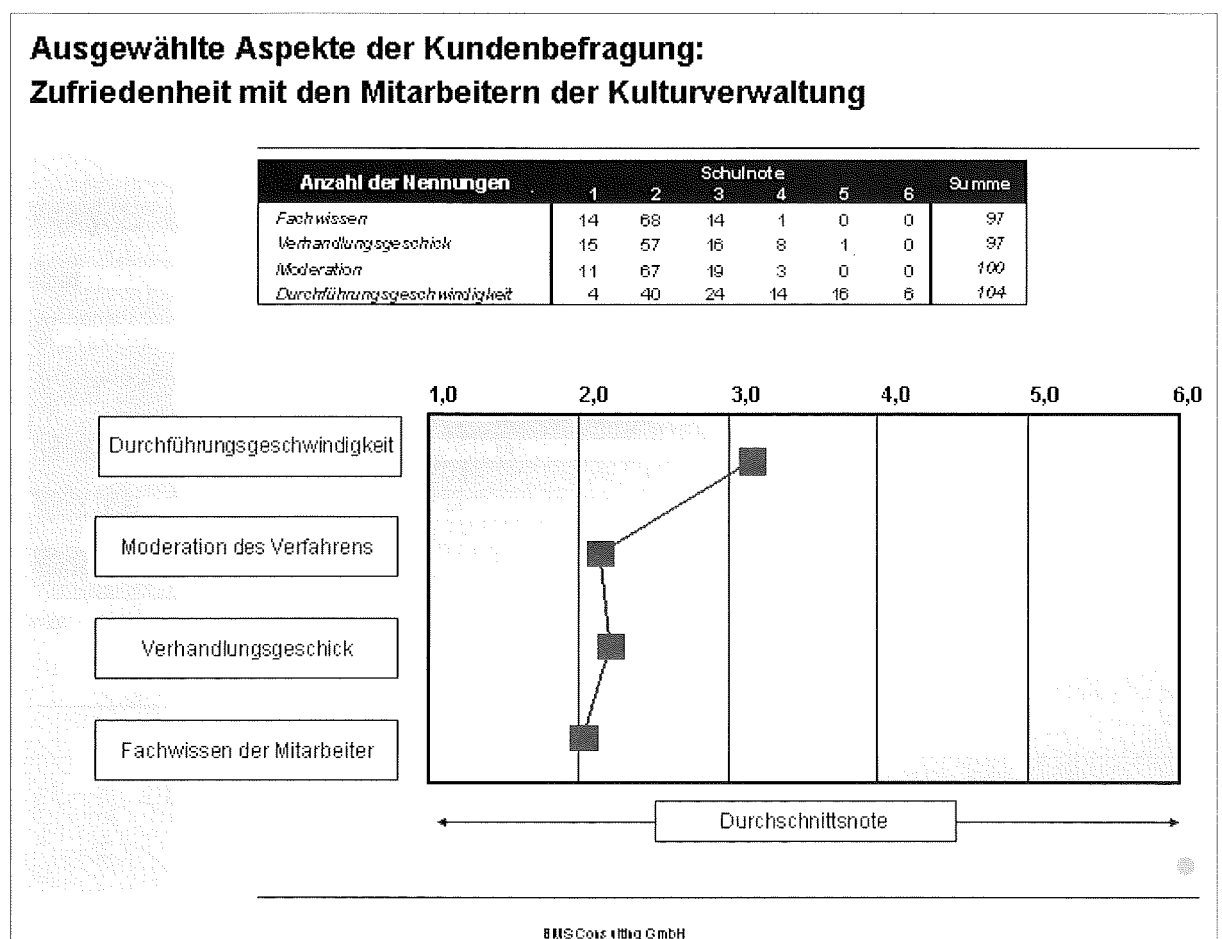 Ausgewählte Aspekte der Kundenbefragung:
Zufriedenheit mit den Mitarbeitern der Kulturverwaltung
Anzahl der Nennungen Schulnote Summe
1 2 3 4 5 6
Fachwissen 14 68 14 1 0 0 97
Verhandlungsgeschick 15 57 16 8 1 0 97
Moderation 11 67 19 3 0 0 100
Durchführungsgeschwindigkeit 4 40 24 14 16 6 104
1,0 2,0 3,0 4,0 5,0 6,0
Durchführungsgeschwindigkeit
Moderation des Verfahrens
Verhandlungsgeschick
Fachwissen der Mitarbeiter
Durchschnittsnote
BMS Consulting GmbH